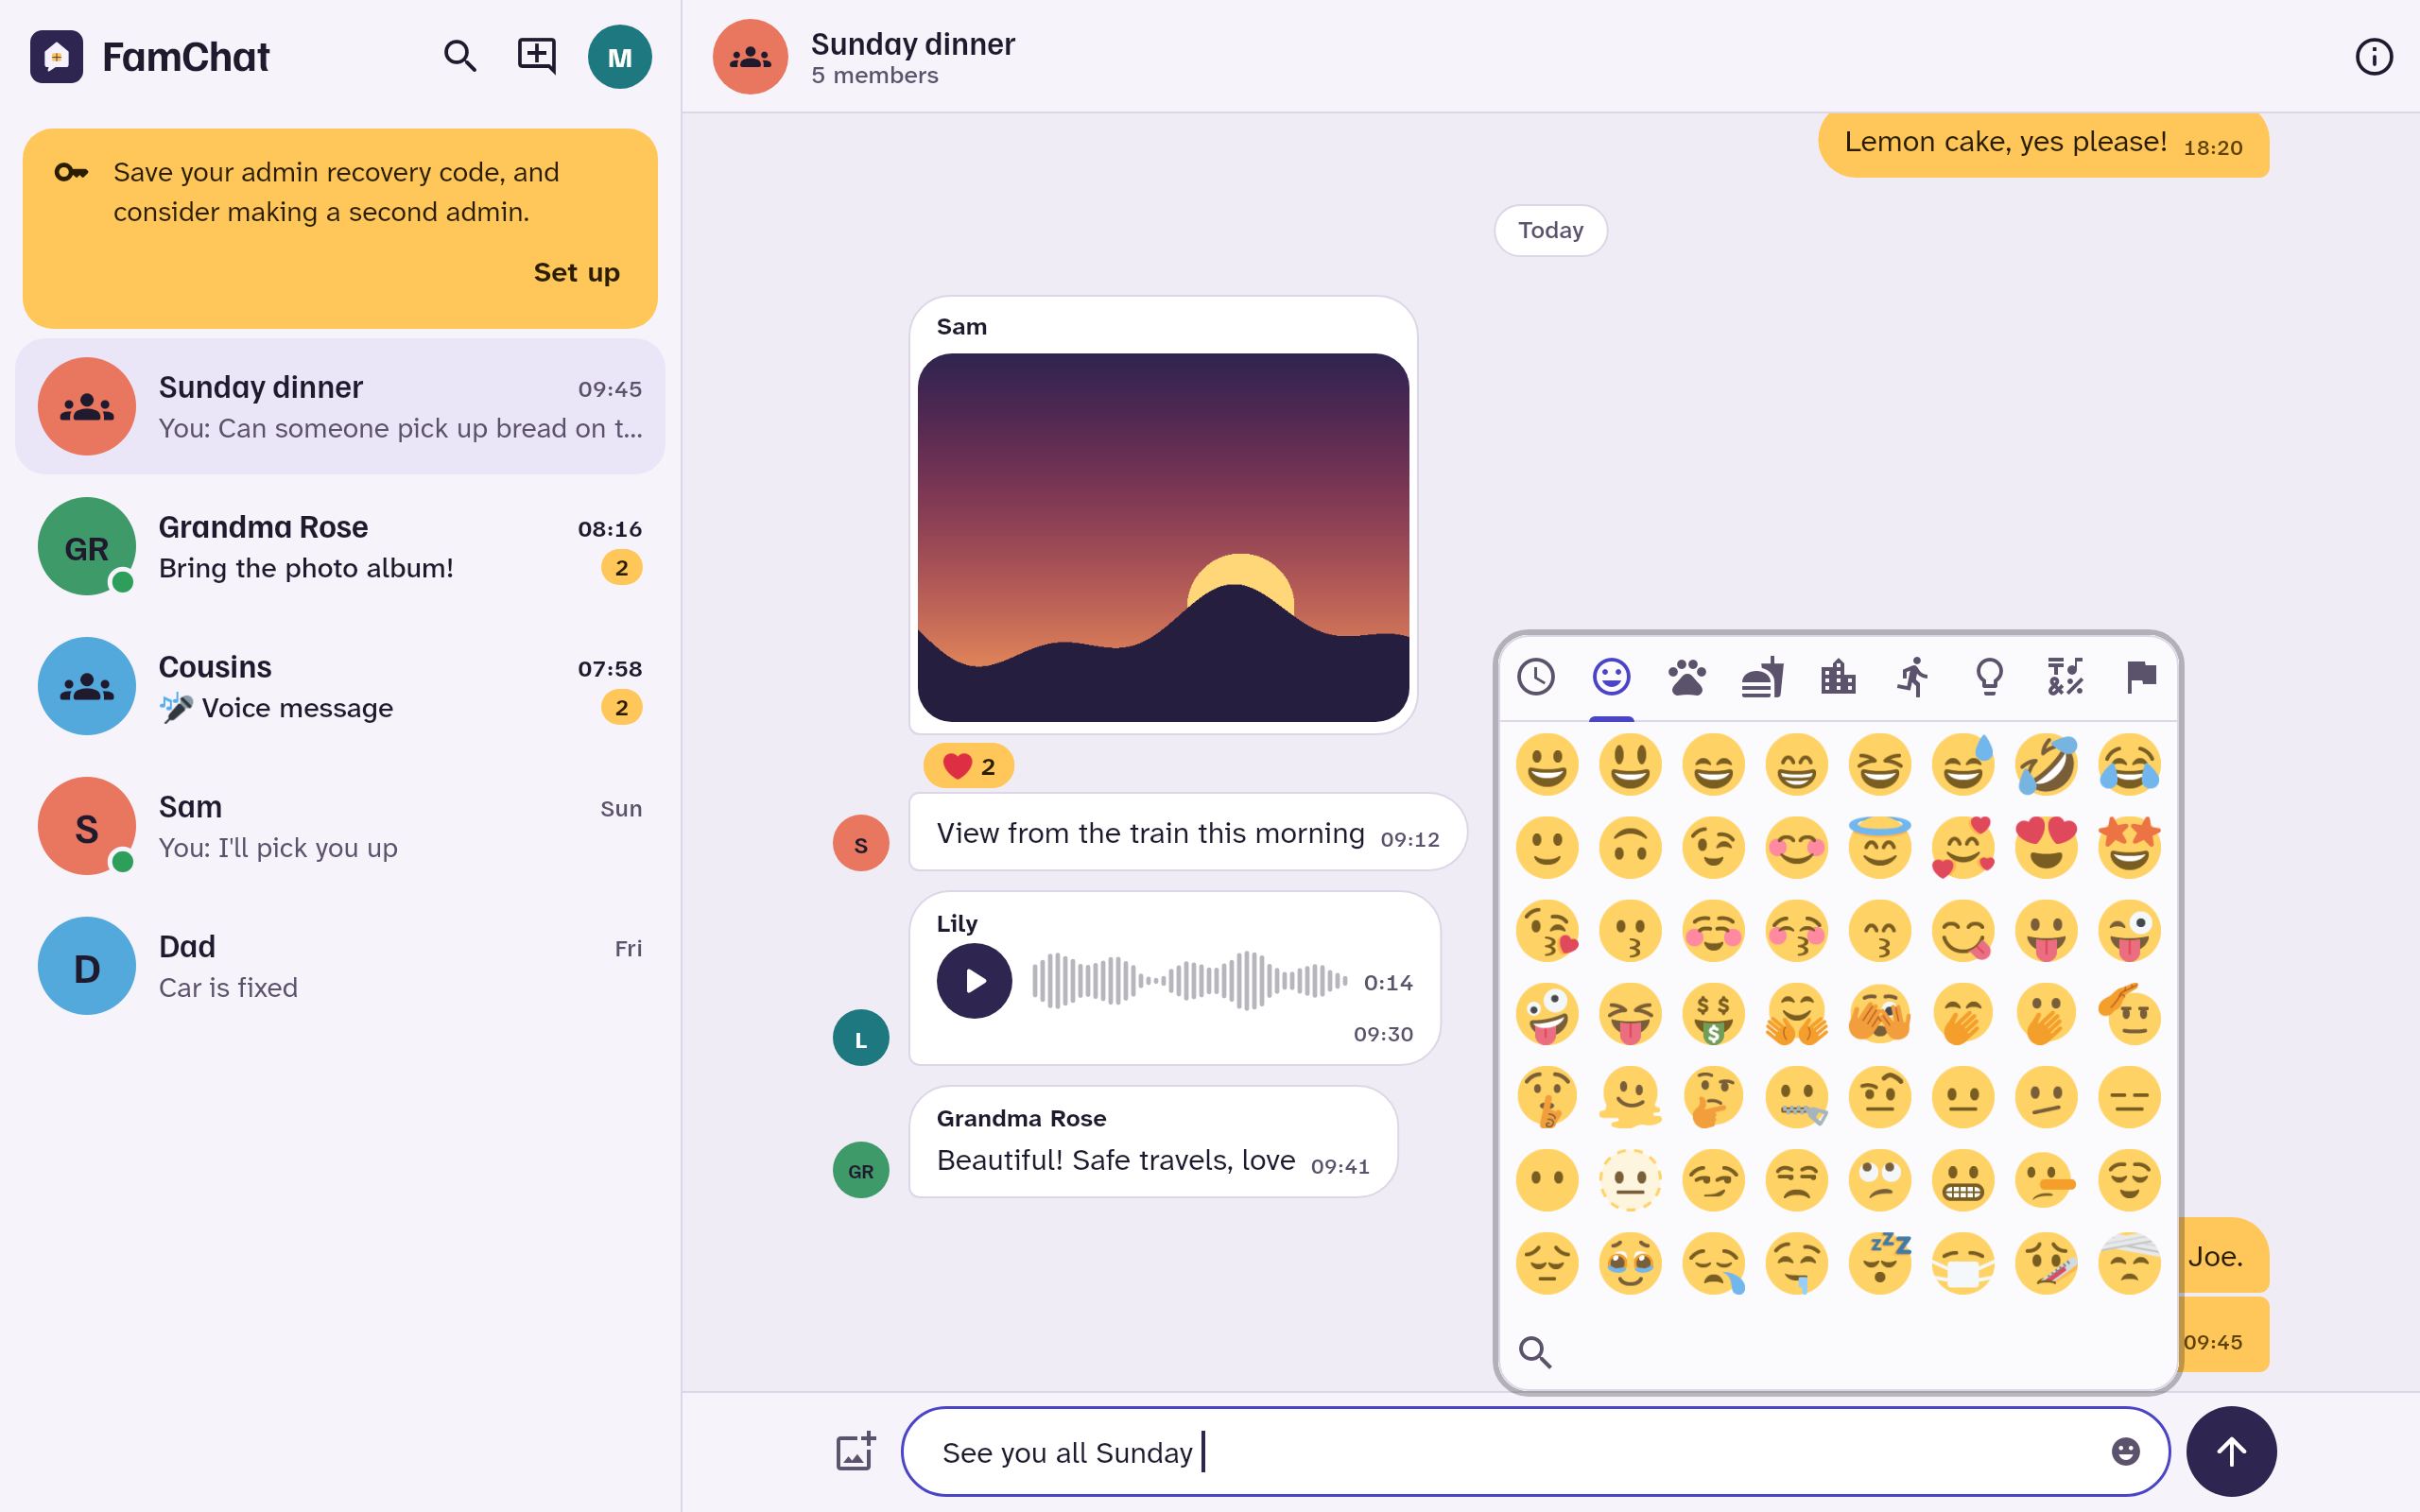 FamChat
M
Save your admin recovery code, and
consider making a second admin.
Set up
Sunday dinner 09:45
You: Can someone pick up bread on t...
GR
Grandma Rose 08:16
Bring the photo album! 2
Cousins 07:58
Voice message 2
S
Sam Sun
You: I'll pick you up
D
Dad Fri
Car is fixed
Sunday dinner
5 members
Lemon cake, yes please! 18:20
Today
Sam
❤️ 2
S
View from the train this morning 09:12
Lily
0:14
L
09:30
Grandma Rose
GR
Beautiful! Safe travels, love 09:41
Joe.
09:45
See you all Sunday